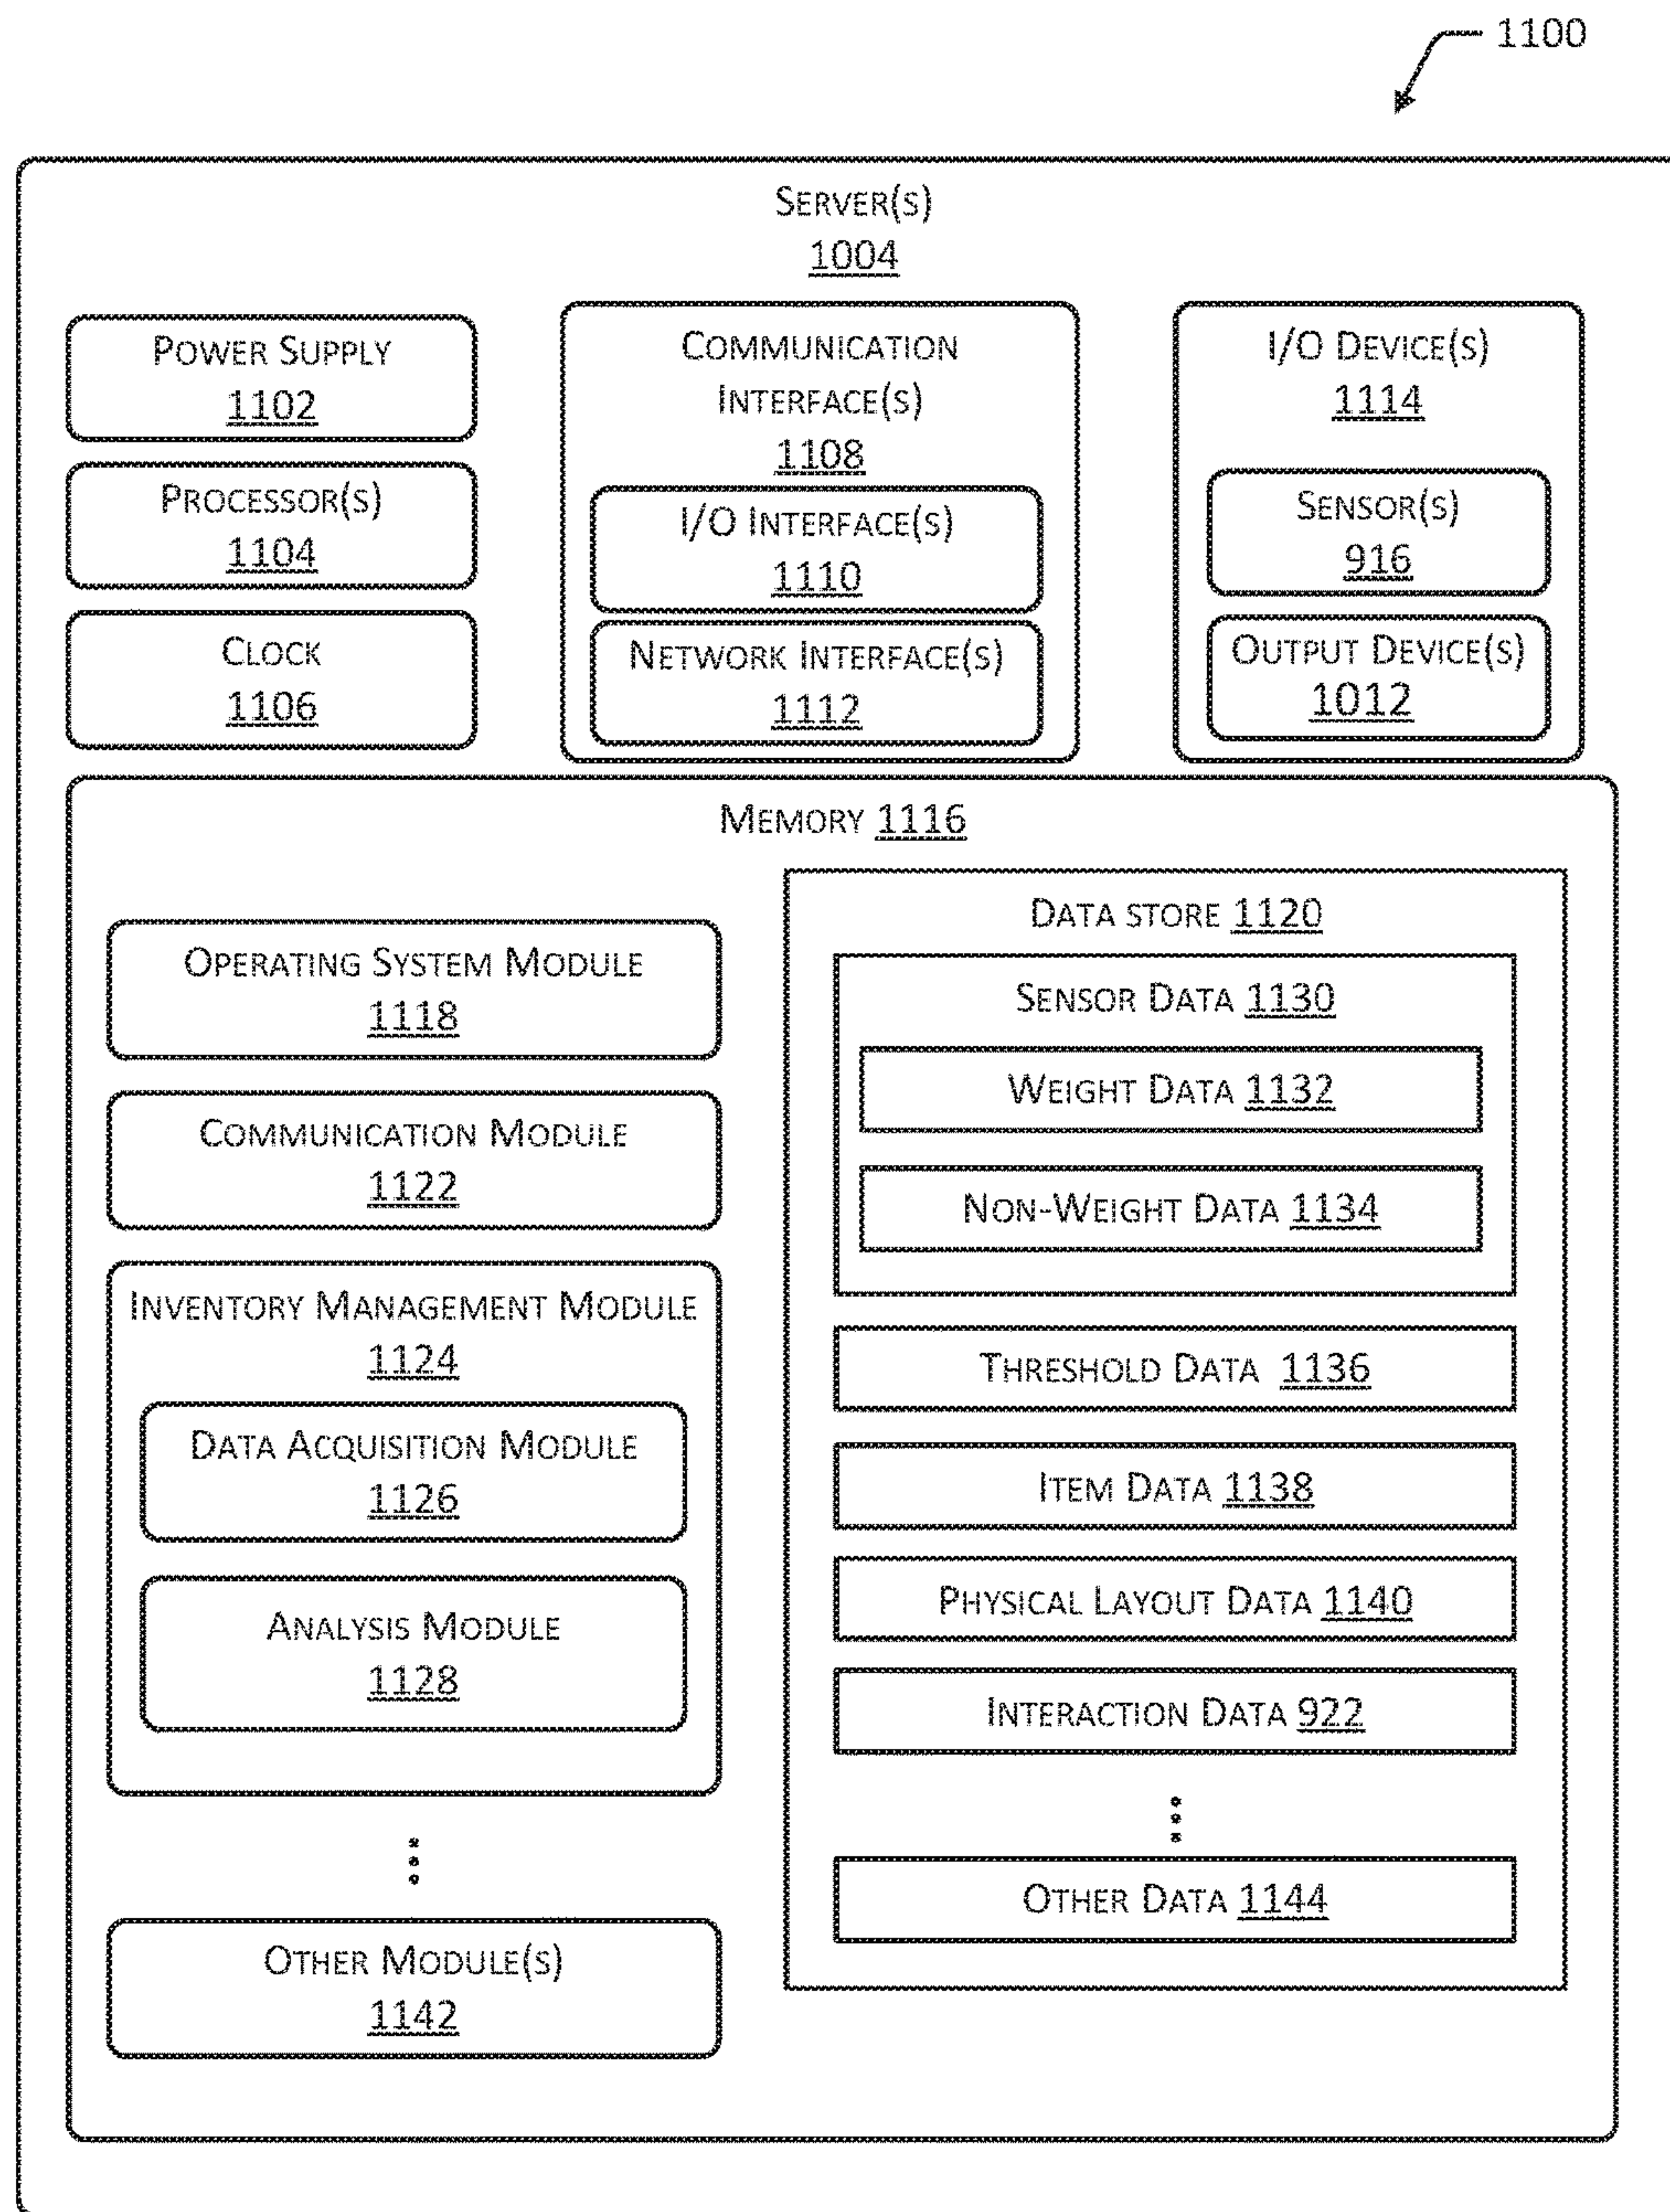 1100
SERVER(S)
1004
POWER SUPPLY
1102
PROCESSOR(S)
1104
CLOCK
1106
COMMUNICATION
INTERFACE(S)
1108
I/O INTERFACE(S)
1110
NETWORK INTERFACE(S)
1112
I/O DEVICE(S)
1114
SENSOR(S)
916
OUTPUT DEVICE(S)
1012
MEMORY 1116
OPERATING SYSTEM MODULE
1118
COMMUNICATION MODULE
1122
INVENTORY MANAGEMENT MODULE
1124
DATA ACQUISITION MODULE
1126
ANALYSIS MODULE
1128
OTHER MODULE(S)
1142
DATA STORE 1120
SENSOR DATA 1130
WEIGHT DATA 1132
NON-WEIGHT DATA 1134
THRESHOLD DATA 1136
ITEM DATA 1138
PHYSICAL LAYOUT DATA 1140
INTERACTION DATA 922
OTHER DATA 1144